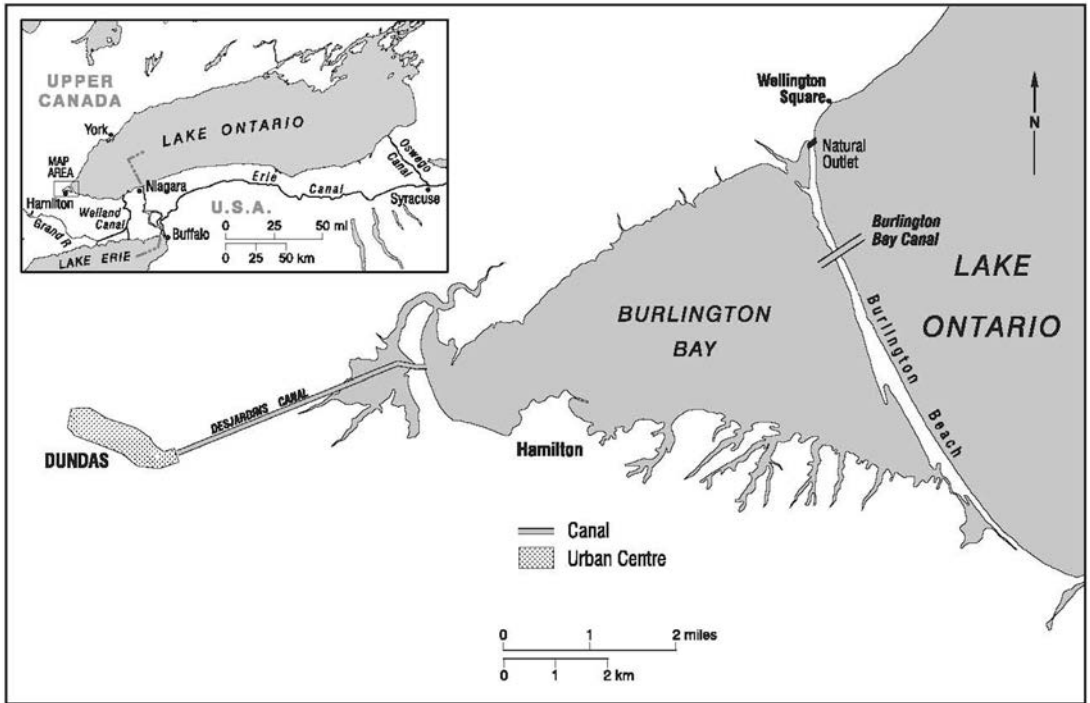 UPPER
CANADA
York
LAKE ONTARIO
MAP
AREA
Hamilton
Niagara
Erie
Canal
Oswego
Canal
Syracuse
Welland
Canal
U.S.A.
Grand R
Buffalo
LAKE ERIE
0 25 50 mi
0 25 50 km
Wellington
Square
N
Natural
Outlet
Burlington
Bay Canal
LAKE
ONTARIO
BURLINGTON
BAY
Burlington
Beach
DESJARDINS CANAL
DUNDAS
Hamilton
Canal
Urban Centre
0 1 2 miles
0 1 2 km